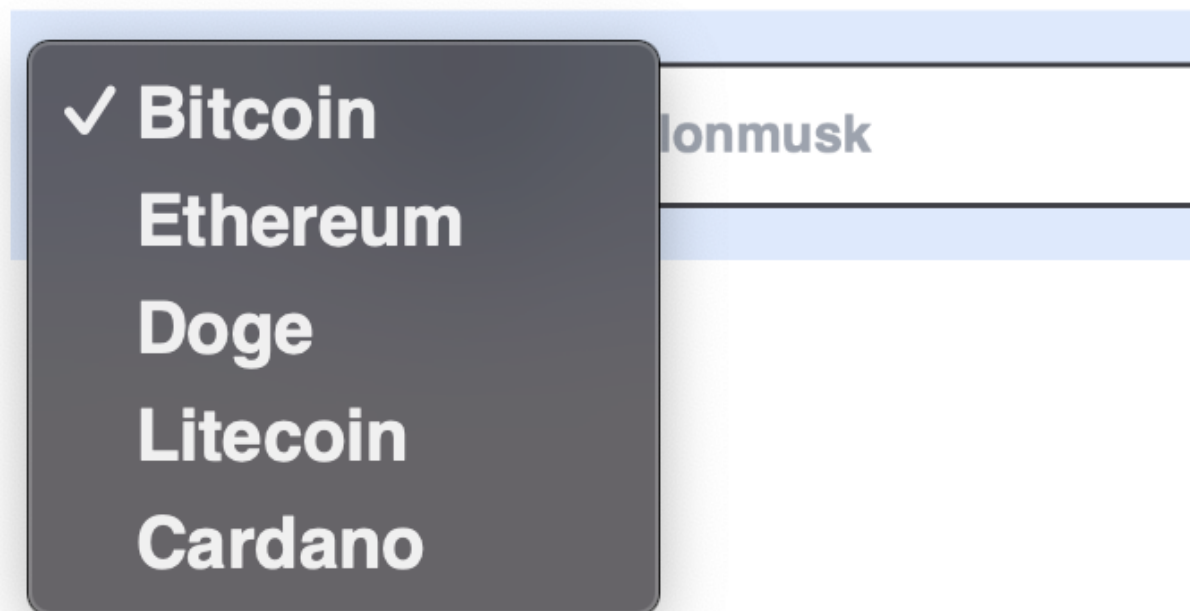 Bitcoin
lonmusk
Ethereum
Doge
Litecoin
Cardano